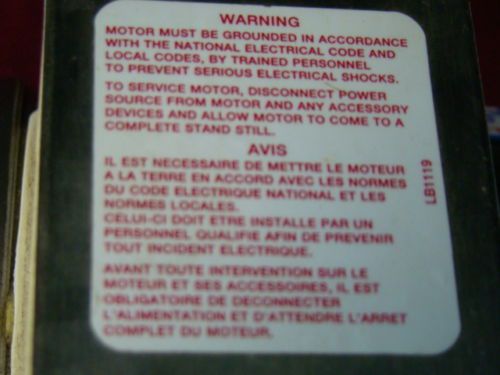 WARNING
MOTOR MUST BE GROUNDED IN ACCORDANCE
WITH THE NATIONAL ELECTRICAL CODE AND
LOCAL CODES, BY TRAINED PERSONNEL
TO PREVENT SERIOUS ELECTRICAL SHOCKS.
TO SERVICE MOTOR, DISCONNECT POWER
SOURCE FROM MOTOR AND ANY ACCESSORY
DEVICES AND ALLOW MOTOR TO COME TO A
COMPLETE STAND STILL.
AVIS
IL EST NECESSAIRE DE METTRE LE MOTEUR
A LA TERRE EN ACCORD AVEC LES NORMES
DU CODE ELECTRIQUE NATIONAL ET LES
NORMES LOCALES.
CELUI-CI DOIT ETRE INSTALLE PAR UN
PERSONNEL QUALIFIE AFIN DE PREVENIR
TOUT INCIDENT ELECTRIQUE.
AVANT TOUTE INTERVENTION SUR LE
MOTEUR ET SES ACCESSOIRES, IL EST
OBLIGATOIRE DE DECONNECTER
L'ALIMENTATION ET D'ATTENDRE L'ARRET
COMPLET DU MOTEUR.
LB1119